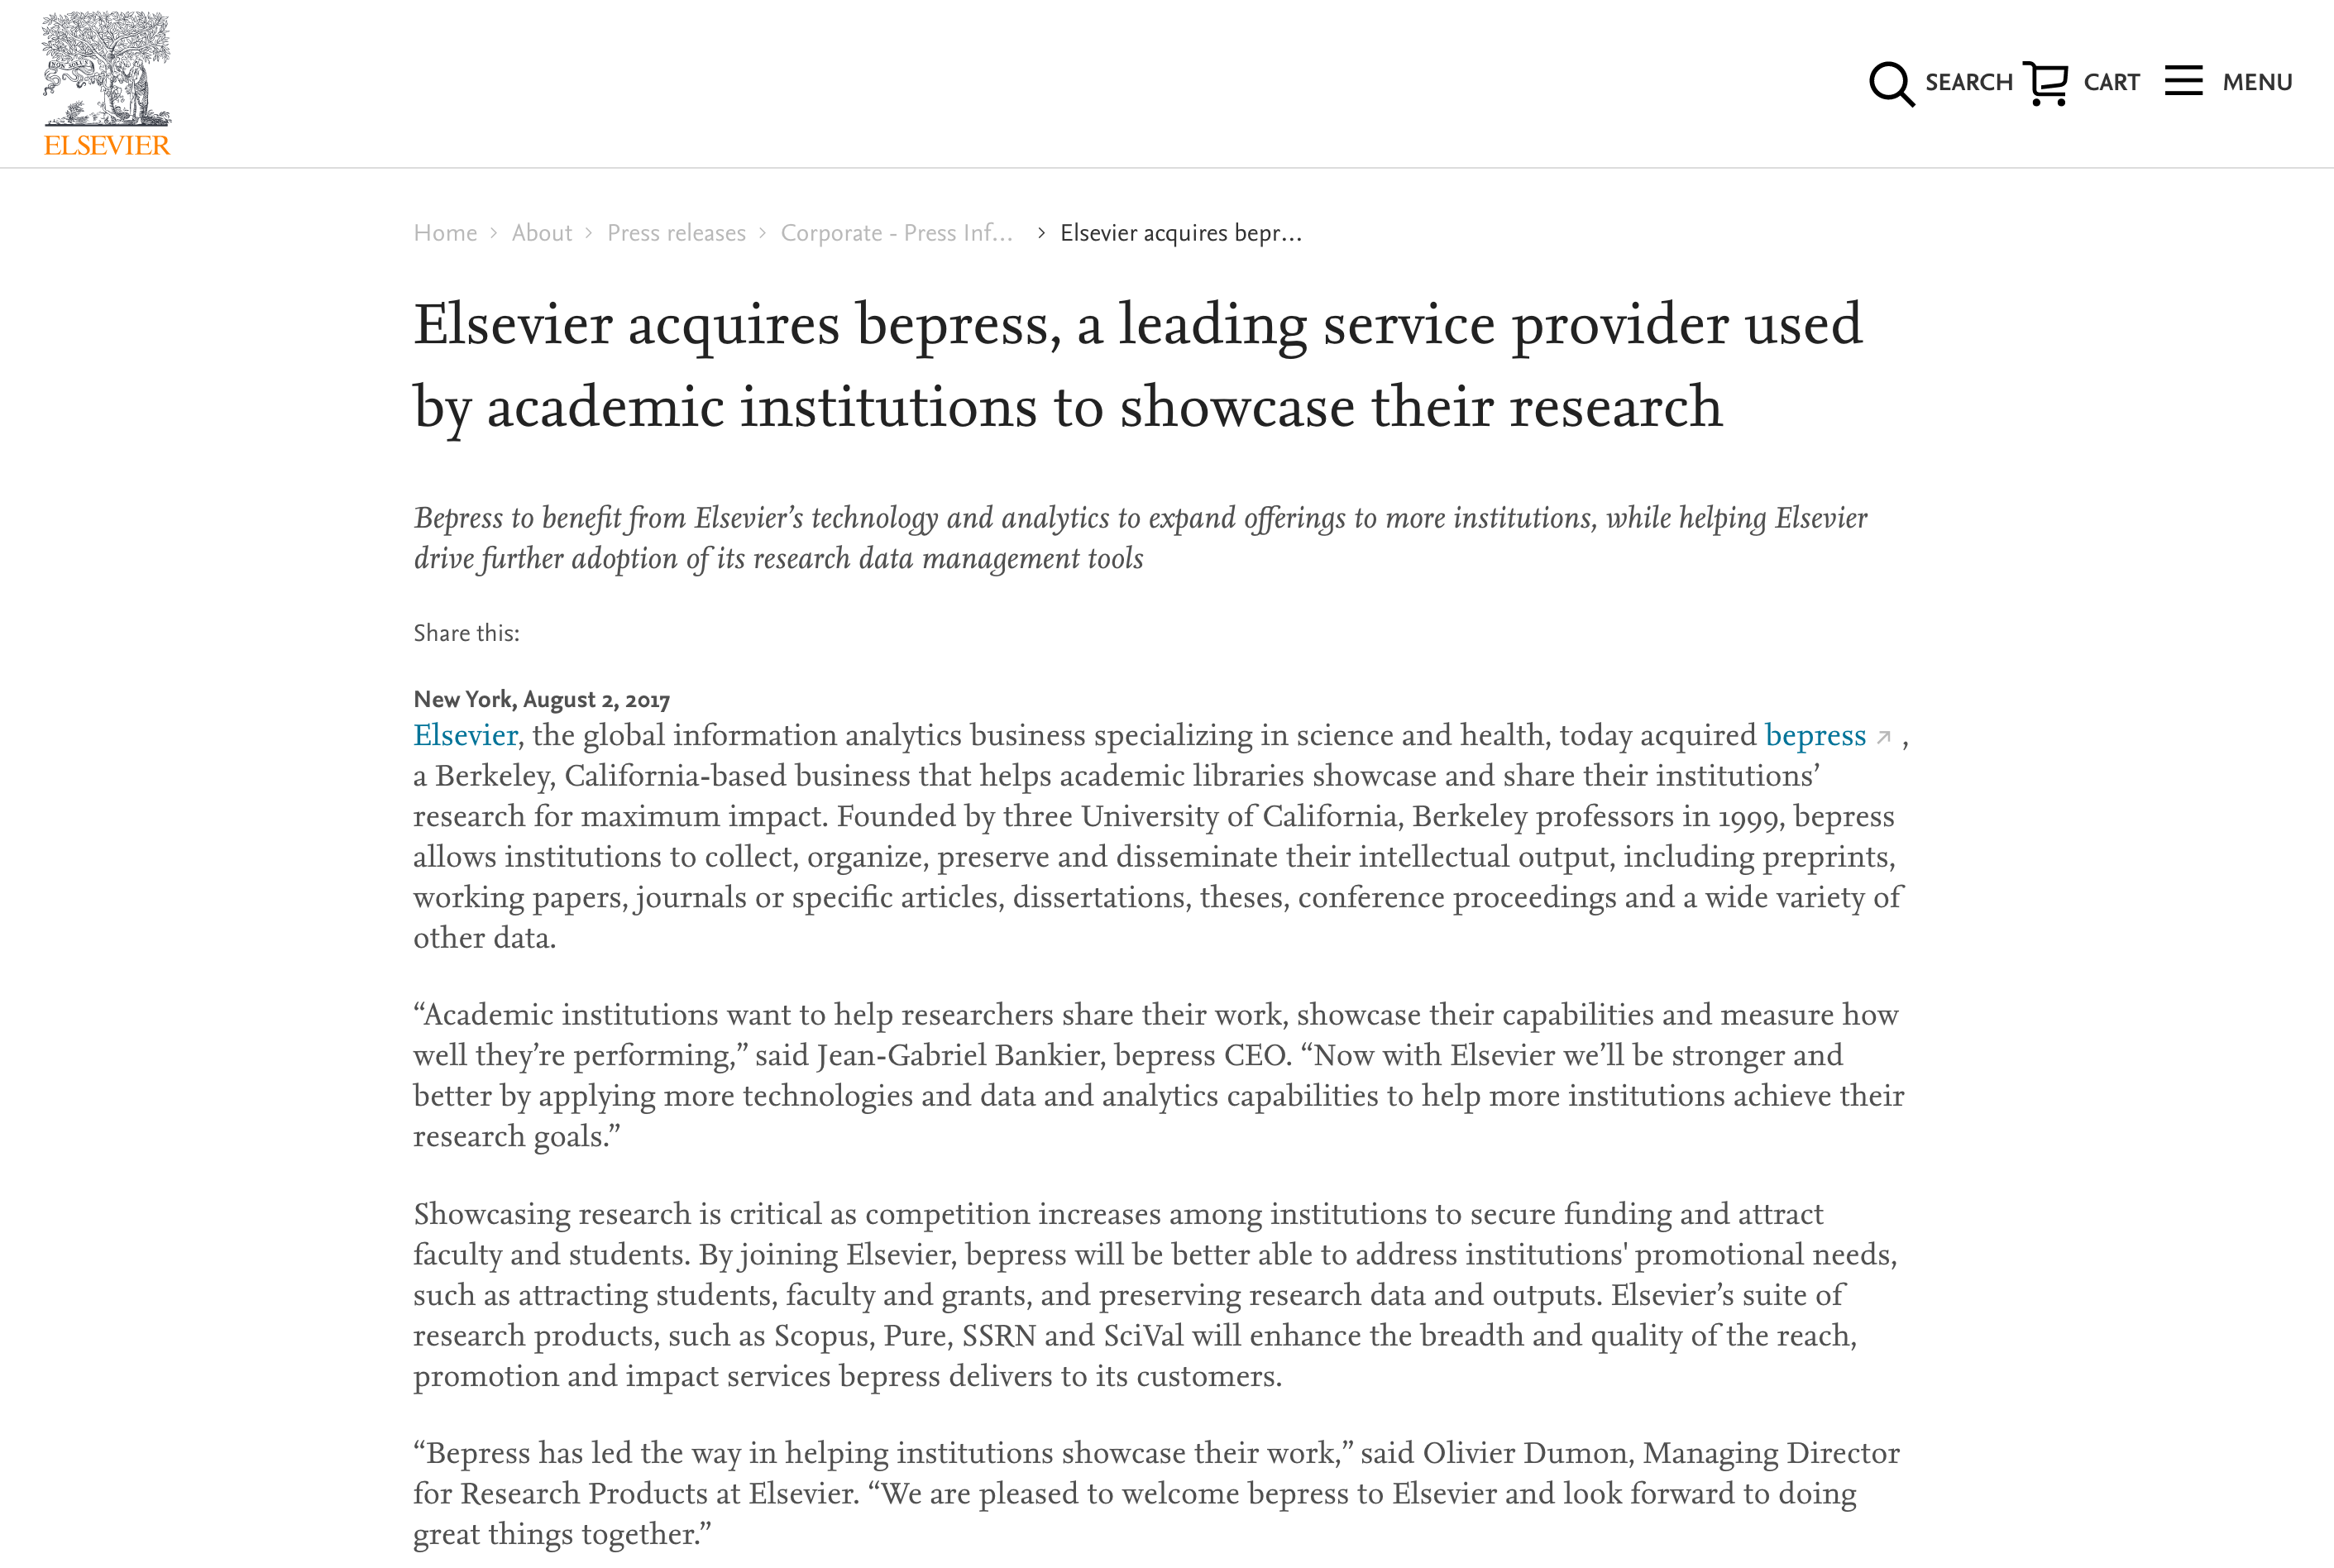 ELSEVIER
SEARCH CART MENU
Home > About > Press releases > Corporate - Press Inf... > Elsevier acquires bepr...
Elsevier acquires bepress, a leading service provider used
by academic institutions to showcase their research
Bepress to benefit from Elsevier’s technology and analytics to expand offerings to more institutions, while helping Elsevier
drive further adoption of its research data management tools
Share this:
New York, August 2, 2017
Elsevier, the global information analytics business specializing in science and health, today acquired bepress ↗ ,
a Berkeley, California-based business that helps academic libraries showcase and share their institutions’
research for maximum impact. Founded by three University of California, Berkeley professors in 1999, bepress
allows institutions to collect, organize, preserve and disseminate their intellectual output, including preprints,
working papers, journals or specific articles, dissertations, theses, conference proceedings and a wide variety of
other data.
“Academic institutions want to help researchers share their work, showcase their capabilities and measure how
well they’re performing,” said Jean-Gabriel Bankier, bepress CEO. “Now with Elsevier we’ll be stronger and
better by applying more technologies and data and analytics capabilities to help more institutions achieve their
research goals.”
Showcasing research is critical as competition increases among institutions to secure funding and attract
faculty and students. By joining Elsevier, bepress will be better able to address institutions' promotional needs,
such as attracting students, faculty and grants, and preserving research data and outputs. Elsevier’s suite of
research products, such as Scopus, Pure, SSRN and SciVal will enhance the breadth and quality of the reach,
promotion and impact services bepress delivers to its customers.
“Bepress has led the way in helping institutions showcase their work,” said Olivier Dumon, Managing Director
for Research Products at Elsevier. “We are pleased to welcome bepress to Elsevier and look forward to doing
great things together.”